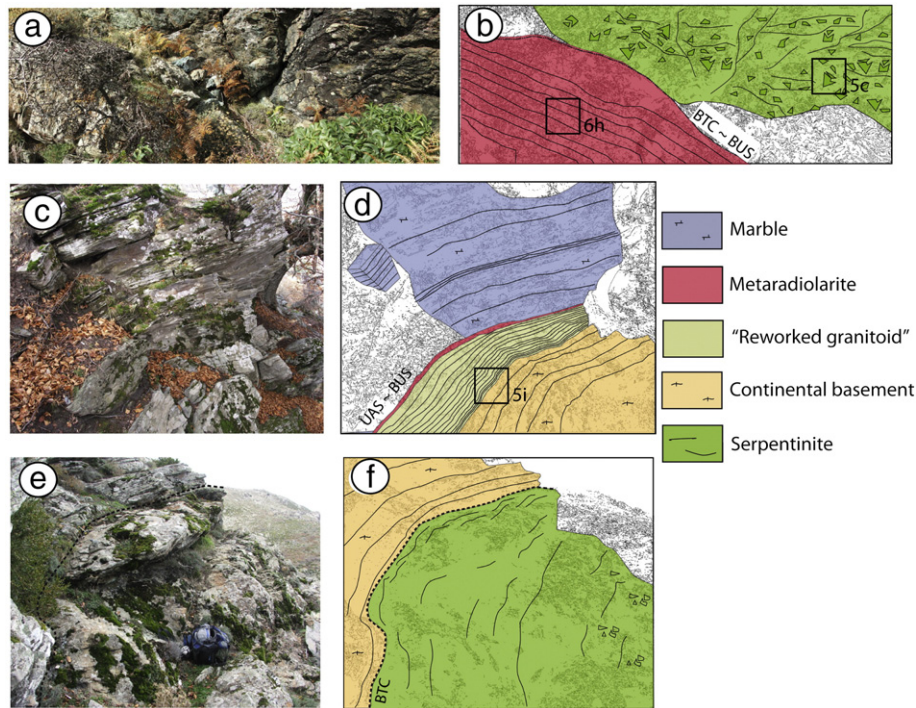 a
b
5c
6h
BTC ~ BUS
c
d
5i
UAS ~ BUS
Marble
Metaradiolarite
“Reworked granitoid”
Continental basement
Serpentinite
e
f
BTC